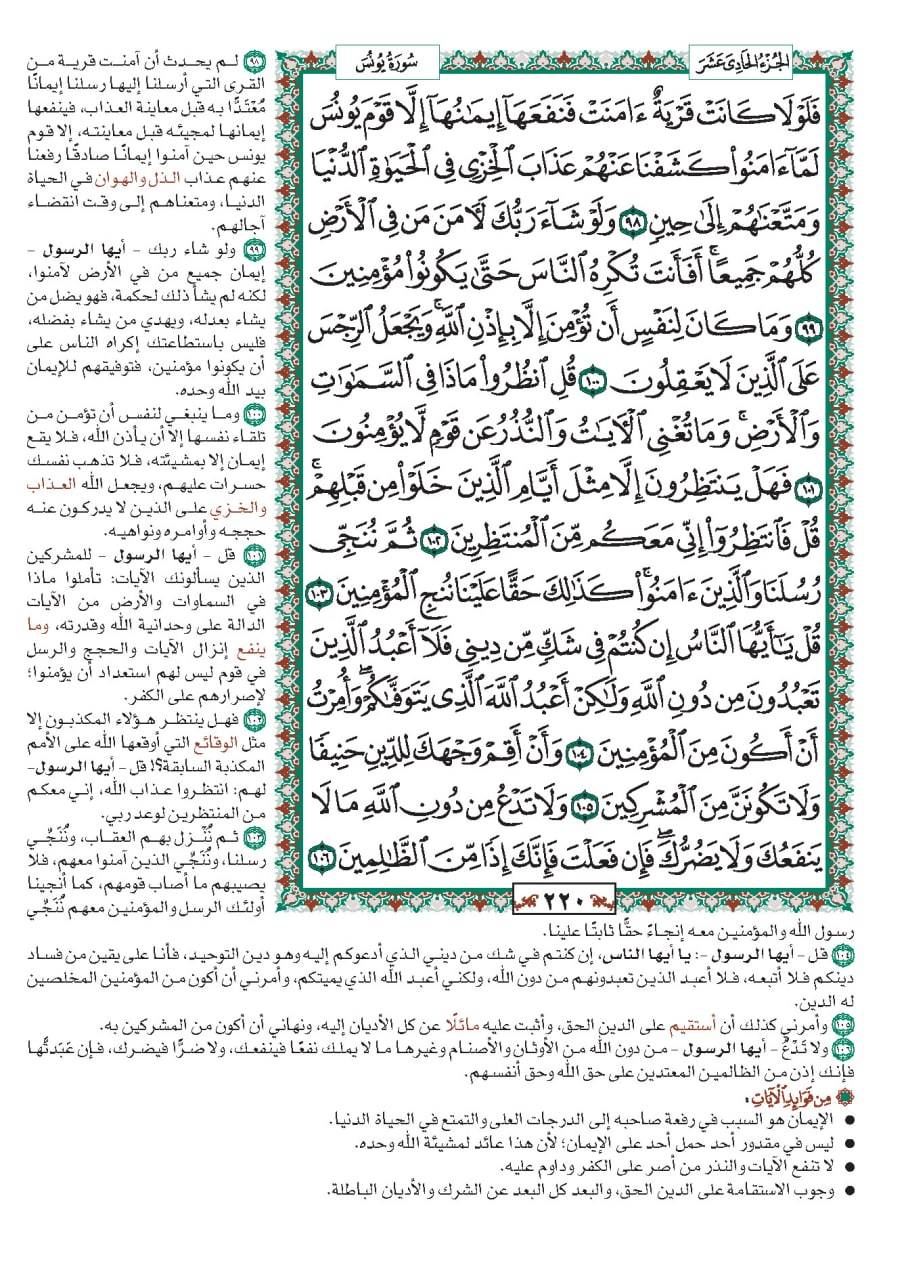 الجزء الحادي عشر
سورة يونس
فَلَوْلَا كَانَتْ قَرْيَةٌ ءَامَنَتْ فَنَفَعَهَآ إِيمَٰنُهَآ إِلَّا قَوْمَ يُونُسَ
لَمَّآ ءَامَنُوا۟ كَشَفْنَا عَنْهُمْ عَذَابَ ٱلْخِزْىِ فِى ٱلْحَيَوٰةِ ٱلدُّنْيَا
وَمَتَّعْنَٰهُمْ إِلَىٰ حِينٍ ٩٨ وَلَوْ شَآءَ رَبُّكَ لَءَامَنَ مَن فِى ٱلْأَرْضِ
كُلُّهُمْ جَمِيعًا ۚ أَفَأَنتَ تُكْرِهُ ٱلنَّاسَ حَتَّىٰ يَكُونُوا۟ مُؤْمِنِينَ
٩٩ وَمَا كَانَ لِنَفْسٍ أَن تُؤْمِنَ إِلَّا بِإِذْنِ ٱللَّهِ ۚ وَيَجْعَلُ ٱلرِّجْسَ
عَلَى ٱلَّذِينَ لَا يَعْقِلُونَ ١٠٠ قُلِ ٱنظُرُوا۟ مَاذَا فِى ٱلسَّمَٰوَٰتِ
وَٱلْأَرْضِ ۚ وَمَا تُغْنِى ٱلْءَايَٰتُ وَٱلنُّذُرُ عَن قَوْمٍ لَّا يُؤْمِنُونَ
١٠١ فَهَلْ يَنتَظِرُونَ إِلَّا مِثْلَ أَيَّامِ ٱلَّذِينَ خَلَوْا۟ مِن قَبْلِهِمْ ۚ
قُلْ فَٱنتَظِرُوٓا۟ إِنِّى مَعَكُم مِّنَ ٱلْمُنتَظِرِينَ ١٠٢ ثُمَّ نُنَجِّى
رُسُلَنَا وَٱلَّذِينَ ءَامَنُوا۟ ۚ كَذَٰلِكَ حَقًّا عَلَيْنَا نُنجِ ٱلْمُؤْمِنِينَ ١٠٣
قُلْ يَٰٓأَيُّهَا ٱلنَّاسُ إِن كُنتُمْ فِى شَكٍّ مِّن دِينِى فَلَآ أَعْبُدُ ٱلَّذِينَ
تَعْبُدُونَ مِن دُونِ ٱللَّهِ وَلَٰكِنْ أَعْبُدُ ٱللَّهَ ٱلَّذِى يَتَوَفَّىٰكُمْ ۖ وَأُمِرْتُ
أَنْ أَكُونَ مِنَ ٱلْمُؤْمِنِينَ ١٠٤ وَأَنْ أَقِمْ وَجْهَكَ لِلدِّينِ حَنِيفًا
وَلَا تَكُونَنَّ مِنَ ٱلْمُشْرِكِينَ ١٠٥ وَلَا تَدْعُ مِن دُونِ ٱللَّهِ مَا لَا
يَنفَعُكَ وَلَا يَضُرُّكَ ۖ فَإِن فَعَلْتَ فَإِنَّكَ إِذًا مِّنَ ٱلظَّٰلِمِينَ ١٠٦
٢٢٠
٩٨ لم يحدث أن آمنت قرية من
القرى التي أرسلنا إليها رسلنا إيمانًا
مُعْتَدًّا به قبل معاينة العذاب، فينفعها
إيمانها لمجيئه قبل معاينته، إلا قوم
يونس حين آمنوا إيمانًا صادقًا رفعنا
عنهم عذاب الذل والهوان في الحياة
الدنيا، ومتعناهم إلى وقت انقضاء
آجالهم.
٩٩ ولو شاء ربك - أيها الرسول -
إيمان جميع من في الأرض لآمنوا،
لكنه لم يشأ ذلك لحكمة، فهو يضل من
يشاء بعدله، ويهدي من يشاء بفضله،
فليس باستطاعتك إكراه الناس على
أن يكونوا مؤمنين، فتوفيقهم للإيمان
بيد الله وحده.
١٠٠ وما ينبغي لنفس أن تؤمن من
تلقاء نفسها إلا أن يأذن الله، فلا يقع
إيمان إلا بمشيئته، فلا تذهب نفسك
حسرات عليهم، ويجعل الله العذاب
والخزي على الذين لا يدركون عنه
حججه وأوامره ونواهيه.
١٠١ قل - أيها الرسول - للمشركين
الذين يسألونك الآيات: تأملوا ماذا
في السماوات والأرض من الآيات
الدالة على وحدانية الله وقدرته، وما
ينفع إنزال الآيات والحجج والرسل
في قوم ليس لهم استعداد أن يؤمنوا؛
لإصرارهم على الكفر.
١٠٢ فهل ينتظر هؤلاء المكذبون إلا
مثل الوقائع التي أوقعها الله على الأمم
المكذبة السابقة؟! قل - أيها الرسول-
لهم: انتظروا عذاب الله، إني معكم
من المنتظرين لوعد ربي.
١٠٣ ثم نُنْزل بهم العقاب، ونُنَجِّي
رسلنا، ونُنَجِّي الذين آمنوا معهم، فلا
يصيبهم ما أصاب قومهم، كما أنجينا
أولئك الرسل والمؤمنين معهم نُنَجِّي
رسول الله والمؤمنين معه إنجاءً حقًّا ثابتًا علينا.
١٠٤ قل - أيها الرسول -: يا أيها الناس، إن كنتم في شك من ديني الذي أدعوكم إليه وهو دين التوحيد، فأنا على يقين من فساد
دينكم فلا أتبعه، فلا أعبد الذين تعبدونهم من دون الله، ولكني أعبد الله الذي يميتكم، وأمرني أن أكون من المؤمنين المخلصين
له الدين.
١٠٥ وأمرني كذلك أن أستقيم على الدين الحق، وأثبت عليه مائلًا عن كل الأديان إليه، ونهاني أن أكون من المشركين به.
١٠٦ ولا تَدْعُ - أيها الرسول - من دون الله من الأوثان والأصنام وغيرها ما لا يملك نفعًا فينفعك، ولا ضرًّا فيضرك، فإن عَبَدتَّها
فإنك إذن من الظالمين المعتدين على حق الله وحق أنفسهم.
من فوائد الآيات:
● الإيمان هو السبب في رفعة صاحبه إلى الدرجات العلى والتمتع في الحياة الدنيا.
● ليس في مقدور أحد حمل أحد على الإيمان؛ لأن هذا عائد لمشيئة الله وحده.
● لا تنفع الآيات والنذر من أصر على الكفر وداوم عليه.
● وجوب الاستقامة على الدين الحق، والبعد كل البعد عن الشرك والأديان الباطلة.